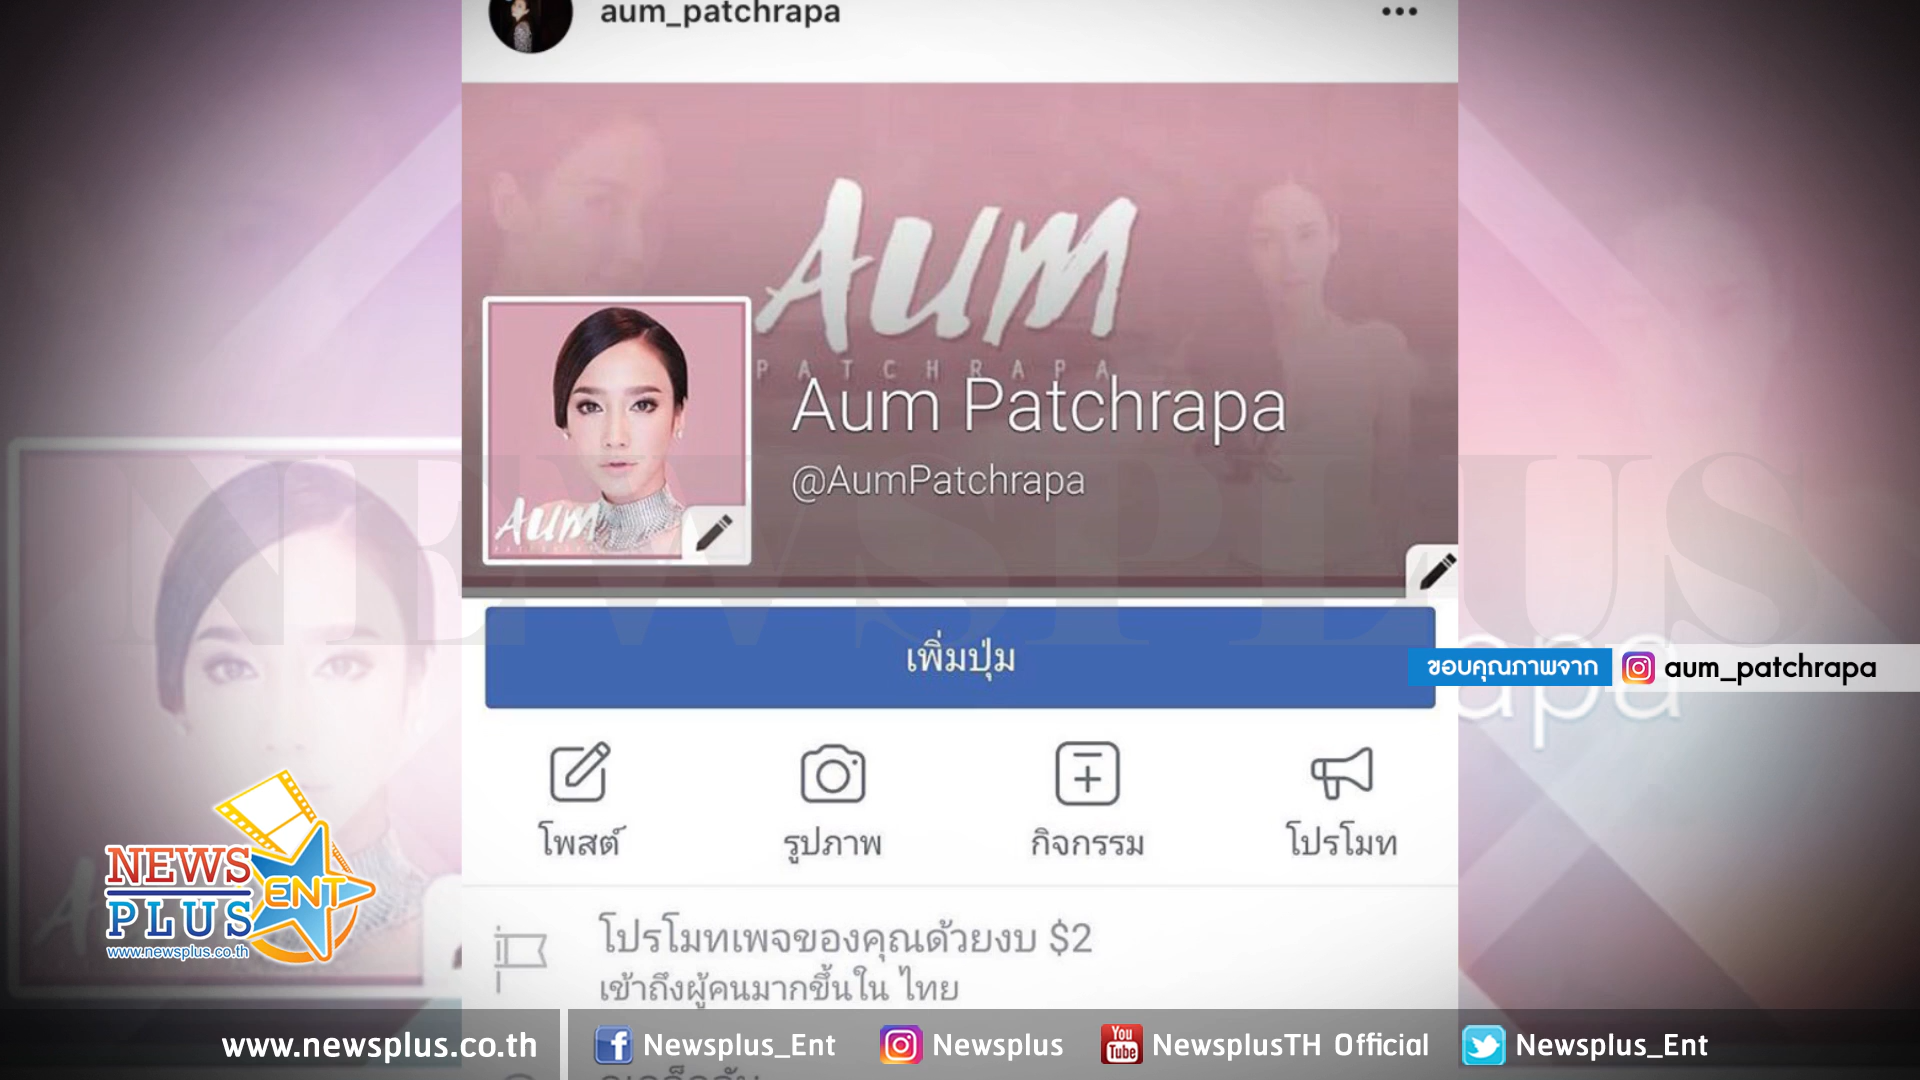 aum_patchrapa
AUM
PATCHRAPA
Aum Patchrapa
@AumPatchrapa
AUM
NEWSPLUS
เพิ่มปุ่ม
ขอบคุณภาพจาก aum_patchrapa
apa
โพสต์ รูปภาพ กิจกรรม โปรโมท
NEWS
PLUS
ENT
www.newsplus.co.th
โปรโมทเพจของคุณด้วยงบ $2
เข้าถึงผู้คนมากขึ้นใน ไทย
www.newsplus.co.th Newsplus_Ent Newsplus You Tube NewsplusTH Official Newsplus_Ent